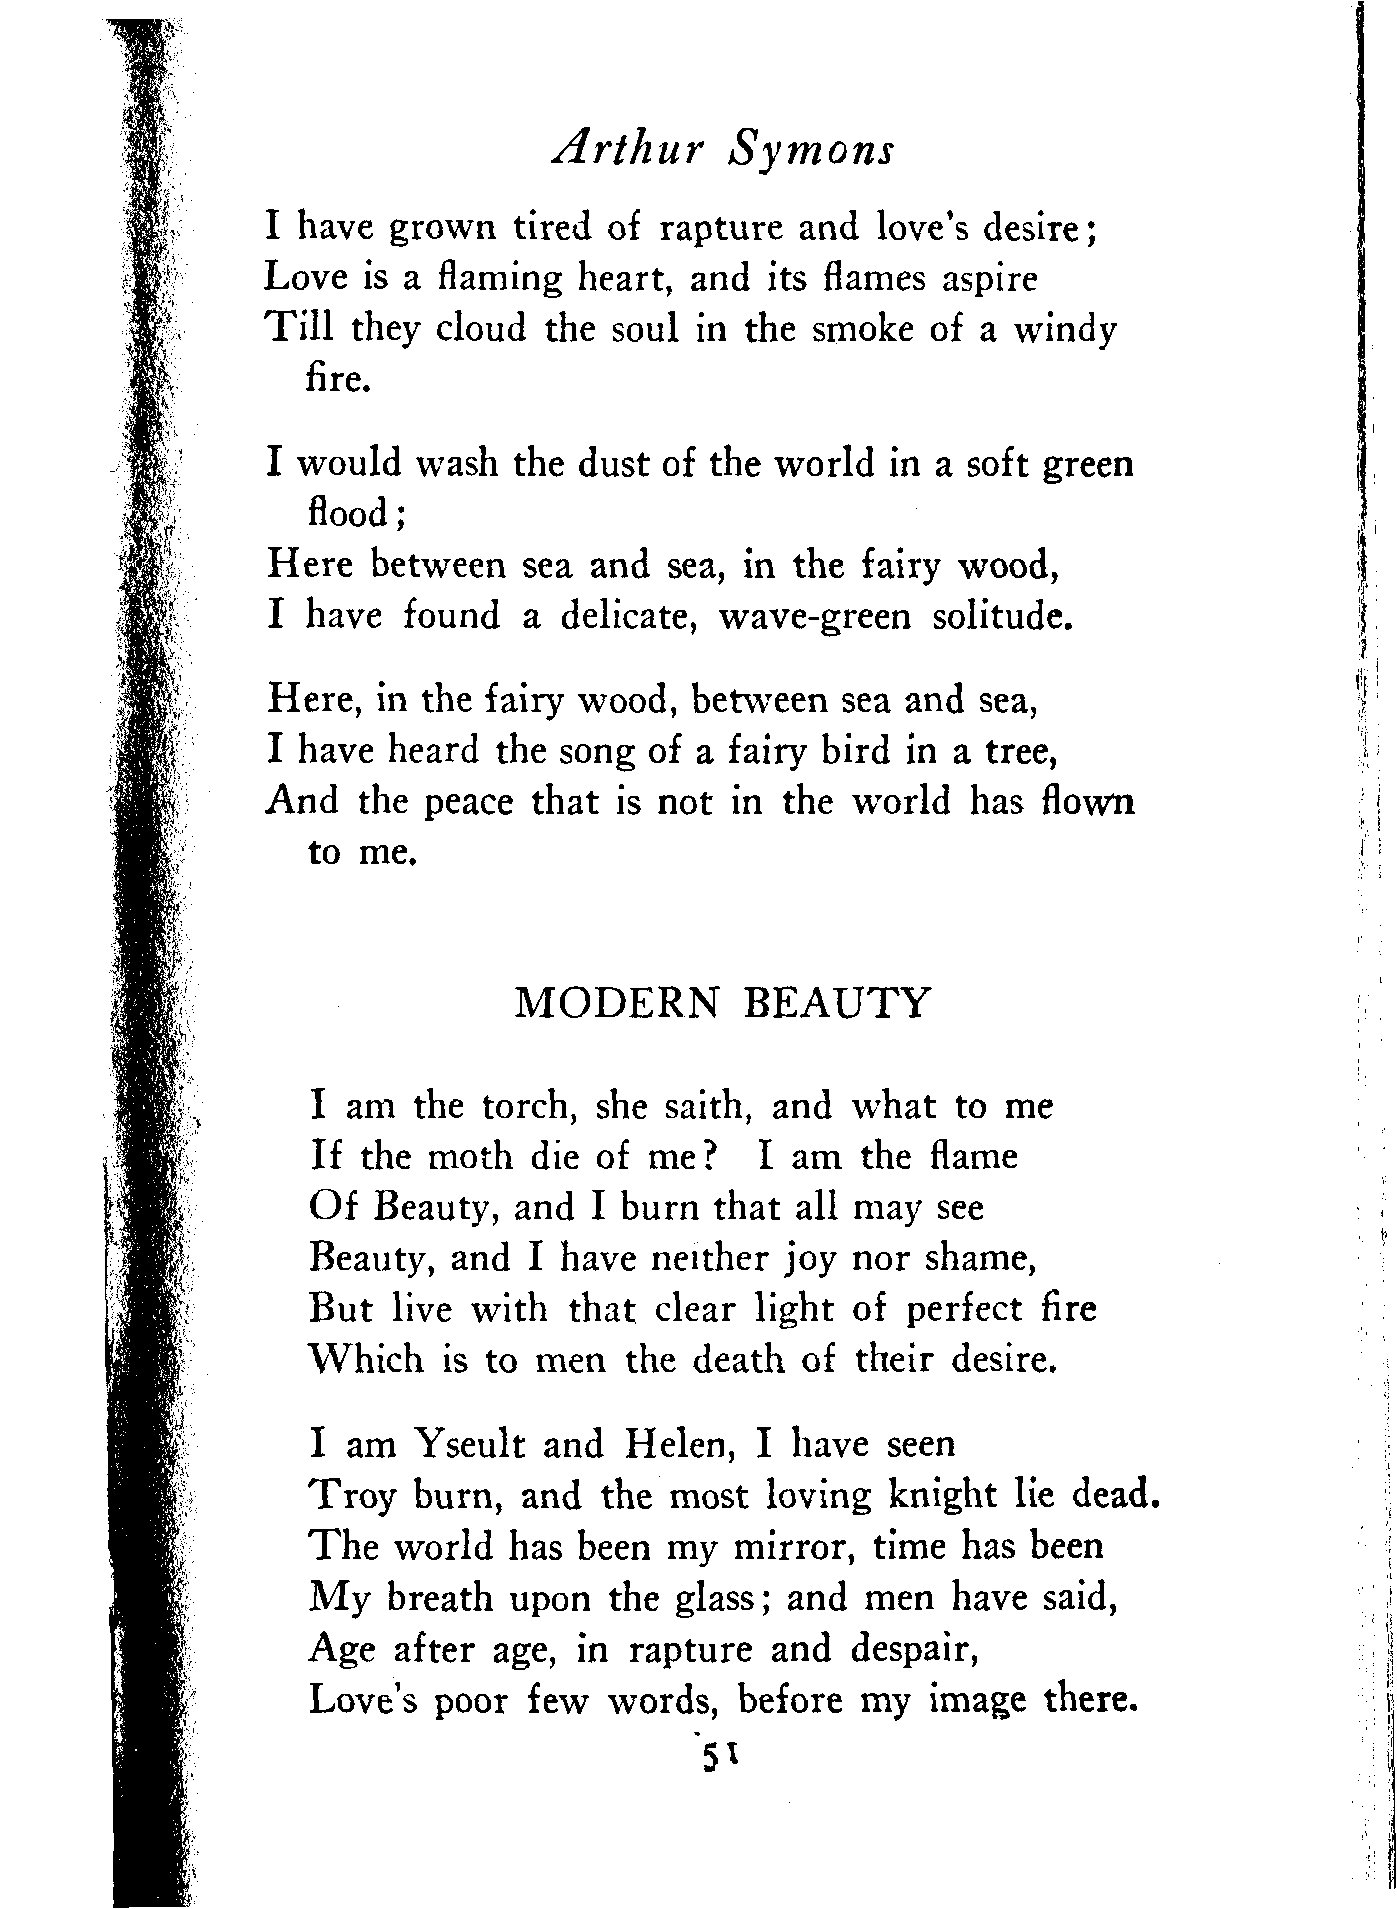 Arthur Symons
I have grown tired of rapture and love's desire;
Love is a flaming heart, and its flames aspire
Till they cloud the soul in the smoke of a windy
fire.
I would wash the dust of the world in a soft green
flood;
Here between sea and sea, in the fairy wood,
I have found a delicate, wave-green solitude.
Here, in the fairy wood, between sea and sea,
I have heard the song of a fairy bird in a tree,
And the peace that is not in the world has flown
to me.
MODERN BEAUTY
I am the torch, she saith, and what to me
If the moth die of me? I am the flame
Of Beauty, and I burn that all may see
Beauty, and I have neither joy nor shame,
But live with that clear light of perfect fire
Which is to men the death of their desire.
I am Yseult and Helen, I have seen
Troy burn, and the most loving knight lie dead.
The world has been my mirror, time has been
My breath upon the glass; and men have said,
Age after age, in rapture and despair,
Love's poor few words, before my image there.
51